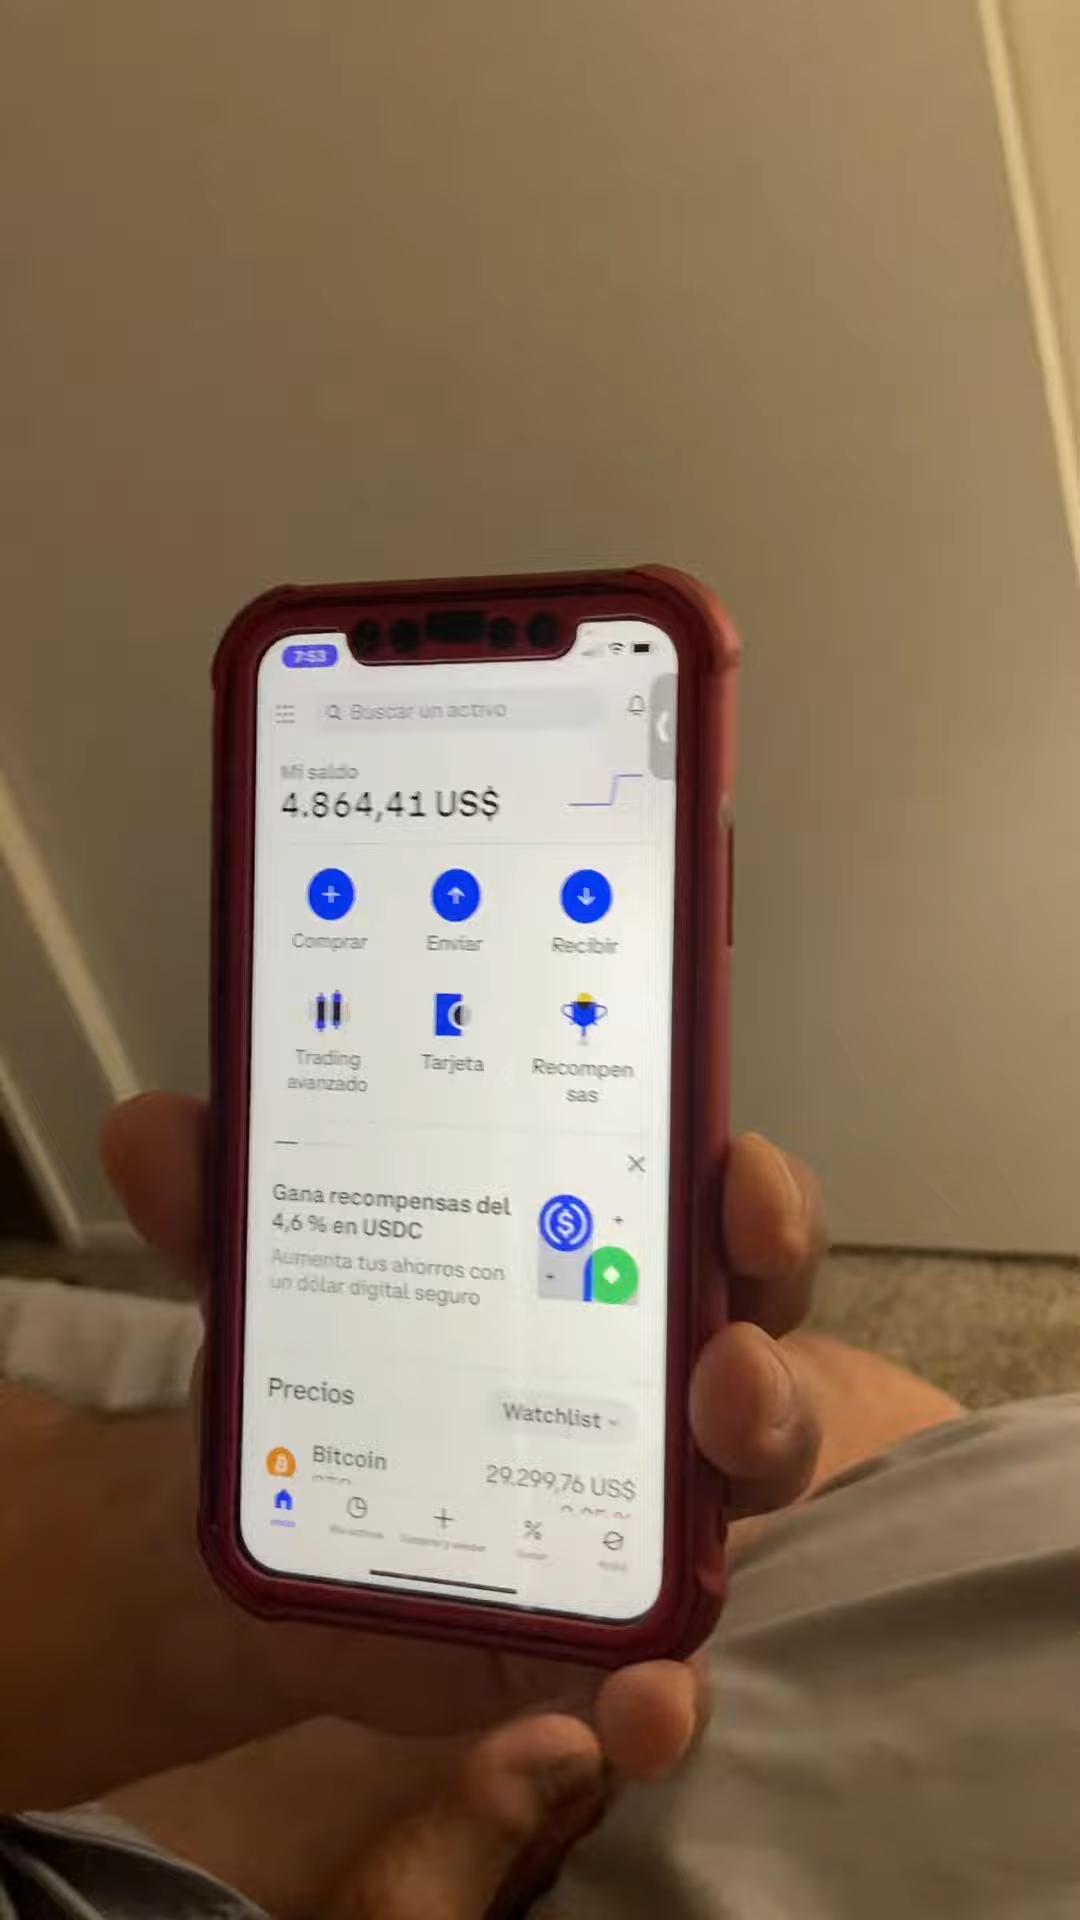 7:53
Buscar un activo
Mi saldo
4.864,41 US$
Comprar
Enviar
Recibir
Trading
avanzado
Tarjeta
Recompen
sas
Gana recompensas del
4,6 % en USDC
Aumenta tus ahorros con
un dólar digital seguro
Precios
Watchlist
Bitcoin
29.299,76 US$